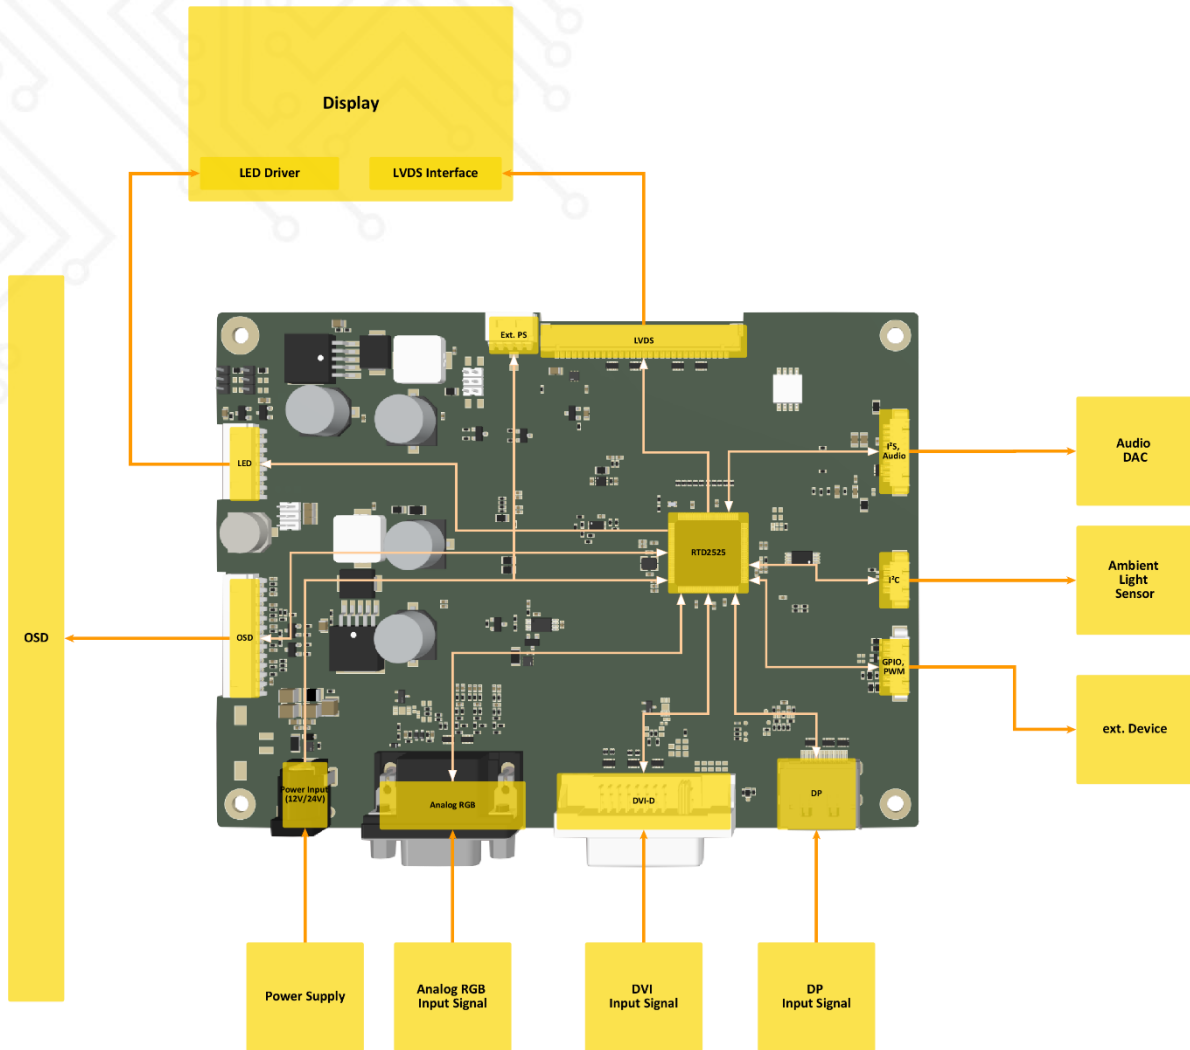 Display
LED Driver
LVDS Interface
Ext. PS
LVDS
LED
I²S,
Audio
Audio
DAC
RTD2525
I²C
Ambient
Light
Sensor
OSD
OSD
GPIO,
PWM
ext. Device
Power Input
(12V/24V)
Analog RGB
DVI-D
DP
Power Supply
Analog RGB
Input Signal
DVI
Input Signal
DP
Input Signal